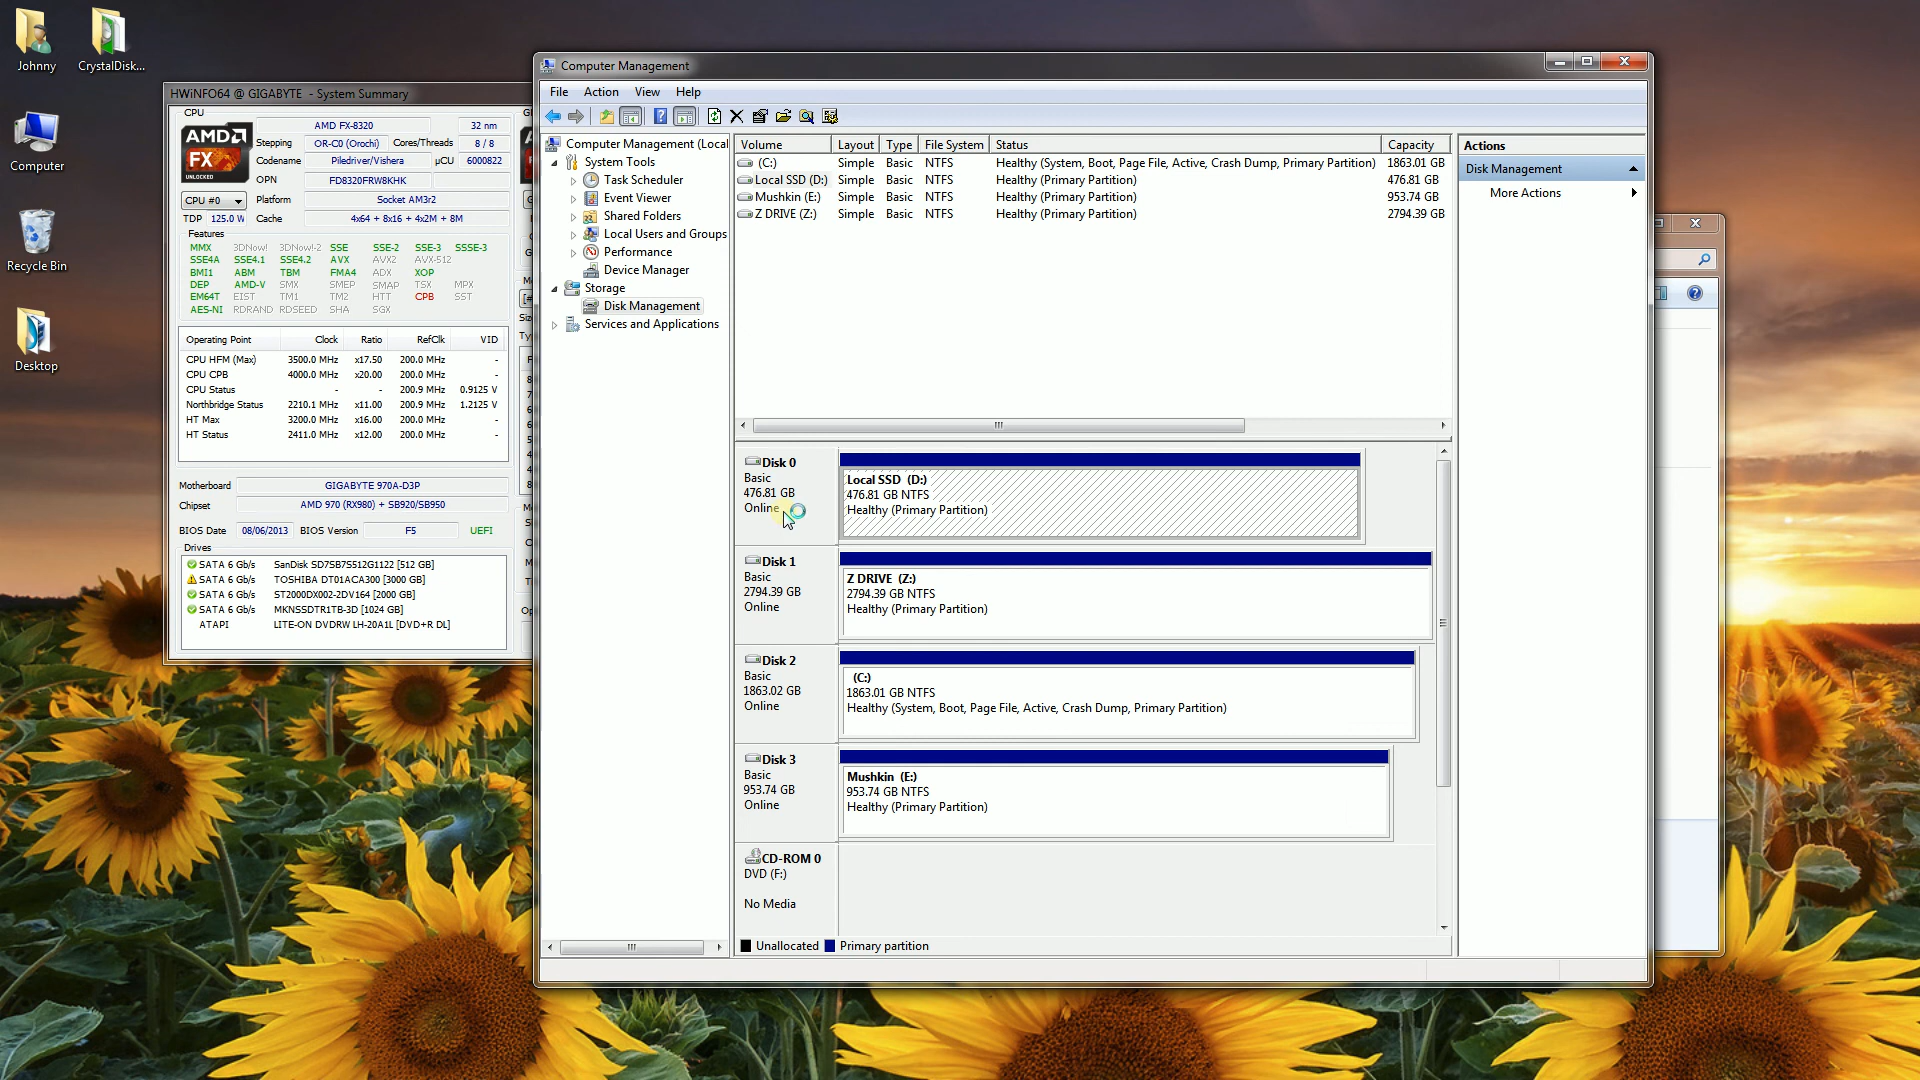 Johnny
CrystalDisk...
Computer
Recycle Bin
Desktop
HWiNFO64 @ GIGABYTE - System Summary
CPU
AMD
FX
UNLOCKED
AMD FX-8320 32 nm
Stepping OR-C0 (Orochi) Cores/Threads 8 / 8
Codename Piledriver/Vishera µCU 6000822
OPN FD8320FRW8KHK
CPU #0 Platform Socket AM3r2
TDP 125.0 W Cache 4x64 + 8x16 + 4x2M + 8M
Features
MMX 3DNow! 3DNow!-2 SSE SSE-2 SSE-3 SSSE-3
SSE4A SSE4.1 SSE4.2 AVX AVX2 AVX-512
BMI1 ABM TBM FMA4 ADX XOP
DEP AMD-V SMX SMEP SMAP TSX MPX
EM64T EIST TM1 TM2 HTT CPB SST
AES-NI RDRAND RDSEED SHA SGX
Operating Point Clock Ratio RefClk VID
CPU HFM (Max) 3500.0 MHz x17.50 200.0 MHz -
CPU CPB 4000.0 MHz x20.00 200.0 MHz -
CPU Status - - 200.9 MHz 0.9125 V
Northbridge Status 2210.1 MHz x11.00 200.9 MHz 1.2125 V
HT Max 3200.0 MHz x16.00 200.0 MHz -
HT Status 2411.0 MHz x12.00 200.0 MHz -
Motherboard GIGABYTE 970A-D3P
Chipset AMD 970 (RX980) + SB920/SB950
BIOS Date 08/06/2013 BIOS Version F5 UEFI
Drives
SATA 6 Gb/s SanDisk SD7SB7S512G1122 [512 GB]
SATA 6 Gb/s TOSHIBA DT01ACA300 [3000 GB]
SATA 6 Gb/s ST2000DX002-2DV164 [2000 GB]
SATA 6 Gb/s MKNSSDTR1TB-3D [1024 GB]
ATAPI LITE-ON DVDRW LH-20A1L [DVD+R DL]
Computer Management
File Action View Help
Computer Management (Local
System Tools
Task Scheduler
Event Viewer
Shared Folders
Local Users and Groups
Performance
Device Manager
Storage
Disk Management
Services and Applications
Volume Layout Type File System Status Capacity
(C:) Simple Basic NTFS Healthy (System, Boot, Page File, Active, Crash Dump, Primary Partition) 1863.01 GB
Local SSD (D:) Simple Basic NTFS Healthy (Primary Partition) 476.81 GB
Mushkin (E:) Simple Basic NTFS Healthy (Primary Partition) 953.74 GB
Z DRIVE (Z:) Simple Basic NTFS Healthy (Primary Partition) 2794.39 GB
Disk 0
Basic
476.81 GB
Online
Local SSD (D:)
476.81 GB NTFS
Healthy (Primary Partition)
Disk 1
Basic
2794.39 GB
Online
Z DRIVE (Z:)
2794.39 GB NTFS
Healthy (Primary Partition)
Disk 2
Basic
1863.02 GB
Online
(C:)
1863.01 GB NTFS
Healthy (System, Boot, Page File, Active, Crash Dump, Primary Partition)
Disk 3
Basic
953.74 GB
Online
Mushkin (E:)
953.74 GB NTFS
Healthy (Primary Partition)
CD-ROM 0
DVD (F:)
No Media
Unallocated Primary partition
Actions
Disk Management
More Actions